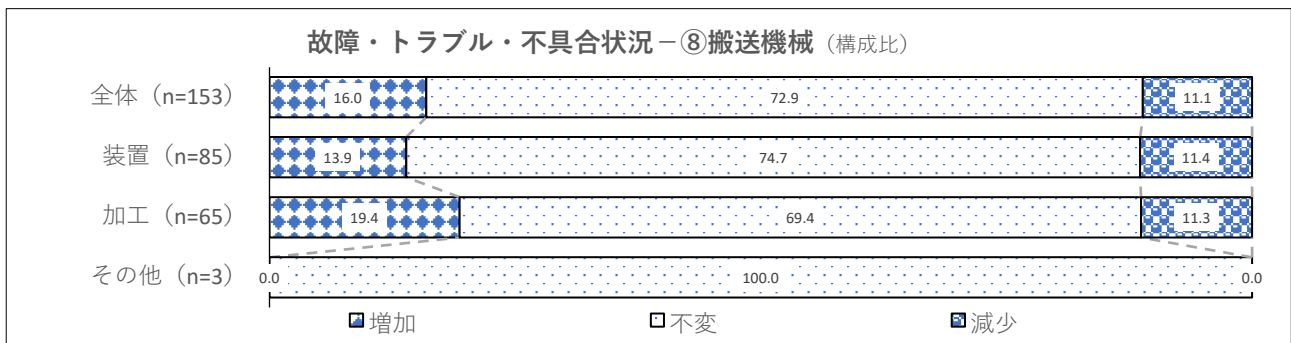 故障・トラブル・不具合状況－⑧搬送機械（構成比）
全体（n=153） 16.0 72.9 11.1
装置（n=85） 13.9 74.7 11.4
加工（n=65） 19.4 69.4 11.3
その他（n=3） 0.0 100.0 0.0
増加 不変 減少